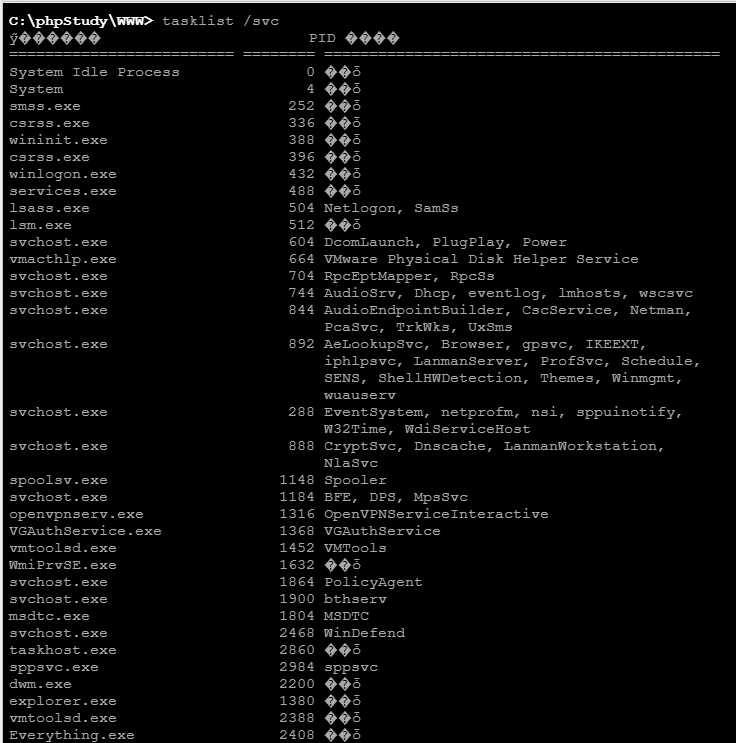 C:\phpStudy\WWW> tasklist /svc
ӳ������ PID ����
========================= ======== ============================================
System Idle Process 0 ��ȱ
System 4 ��ȱ
smss.exe 252 ��ȱ
csrss.exe 336 ��ȱ
wininit.exe 388 ��ȱ
csrss.exe 396 ��ȱ
winlogon.exe 432 ��ȱ
services.exe 488 ��ȱ
lsass.exe 504 Netlogon, SamSs
lsm.exe 512 ��ȱ
svchost.exe 604 DcomLaunch, PlugPlay, Power
vmacthlp.exe 664 VMware Physical Disk Helper Service
svchost.exe 704 RpcEptMapper, RpcSs
svchost.exe 744 AudioSrv, Dhcp, eventlog, lmhosts, wscsvc
svchost.exe 844 AudioEndpointBuilder, CscService, Netman,
PcaSvc, TrkWks, UxSms
svchost.exe 892 AeLookupSvc, Browser, gpsvc, IKEEXT,
iphlpsvc, LanmanServer, ProfSvc, Schedule,
SENS, ShellHWDetection, Themes, Winmgmt,
wuauserv
svchost.exe 288 EventSystem, netprofm, nsi, sppuinotify,
W32Time, WdiServiceHost
svchost.exe 888 CryptSvc, Dnscache, LanmanWorkstation,
NlaSvc
spoolsv.exe 1148 Spooler
svchost.exe 1184 BFE, DPS, MpsSvc
openvpnserv.exe 1316 OpenVPNServiceInteractive
VGAuthService.exe 1368 VGAuthService
vmtoolsd.exe 1452 VMTools
WmiPrvSE.exe 1632 ��ȱ
svchost.exe 1864 PolicyAgent
svchost.exe 1900 bthserv
msdtc.exe 1804 MSDTC
svchost.exe 2468 WinDefend
taskhost.exe 2860 ��ȱ
sppsvc.exe 2984 sppsvc
dwm.exe 2200 ��ȱ
explorer.exe 1380 ��ȱ
vmtoolsd.exe 2388 ��ȱ
Everything.exe 2408 ��ȱ